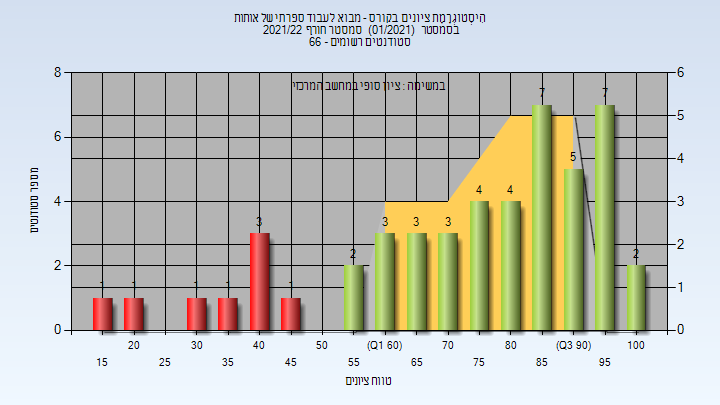 היסטוגרמת ציונים בקורס - מבוא לעבוד ספרתי של אותות
בסמסטר (01/2021) סמסטר חורף 2021/22
סטודנטים רשומים - 66
במשימה : ציון סופי במחשב המרכזי
מספר סטודנטים
8
6
4
2
0
6
5
4
3
2
1
0
1 1 1 1 3 1 2 3 3 3 4 4 7 5 7 2
20 30 40 50 (Q1 60) 70 80 (Q3 90) 100
15 25 35 45 55 65 75 85 95
טווח ציונים